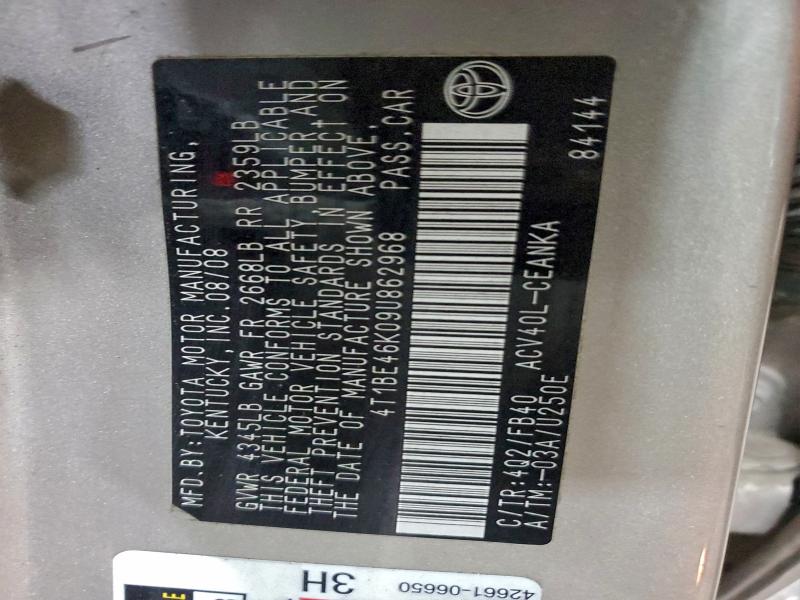 MFD. BY: TOYOTA MOTOR MANUFACTURING,
KENTUCKY, INC. 08/08
GVWR 4345LB GAWR FR 2668LB RR 2359LB
THIS VEHICLE CONFORMS TO ALL APPLICABLE
FEDERAL MOTOR VEHICLE SAFETY, BUMPER, AND
THEFT PREVENTION STANDARDS IN EFFECT ON
THE DATE OF MANUFACTURE SHOWN ABOVE.
4T1BE46K09U862968 PASS. CAR
C/TR: 4Q2/FB40 ACV40L-CEANKA
A/TM: -03A/U250E
84144
3H
42661-06650